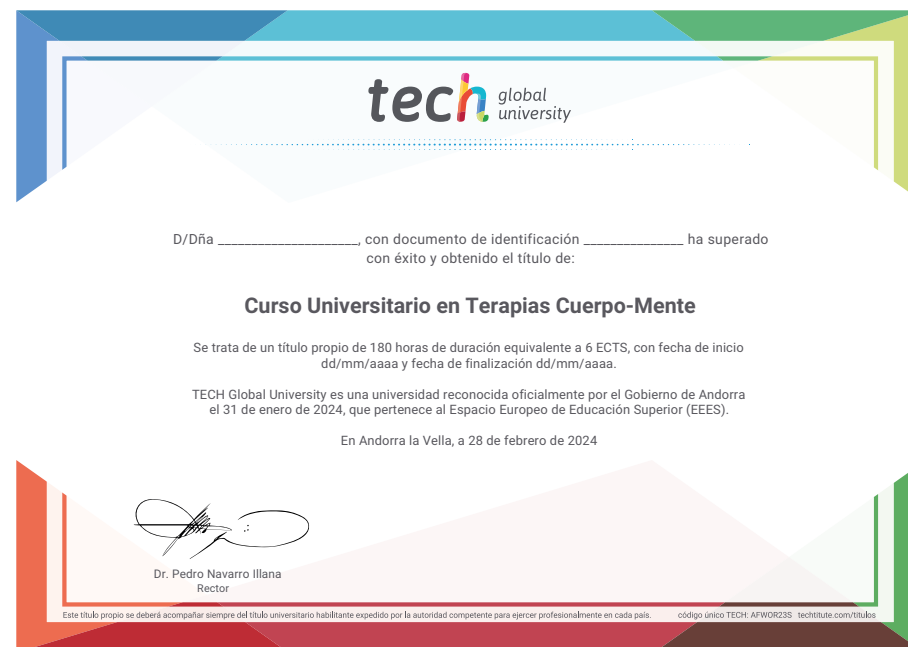 tech global
university
D/Dña _____________________, con documento de identificación _______________ ha superado
con éxito y obtenido el título de:
Curso Universitario en Terapias Cuerpo-Mente
Se trata de un título propio de 180 horas de duración equivalente a 6 ECTS, con fecha de inicio
dd/mm/aaaa y fecha de finalización dd/mm/aaaa.
TECH Global University es una universidad reconocida oficialmente por el Gobierno de Andorra
el 31 de enero de 2024, que pertenece al Espacio Europeo de Educación Superior (EEES).
En Andorra la Vella, a 28 de febrero de 2024
Dr. Pedro Navarro Illana
Rector
Este título propio se deberá acompañar siempre del título universitario habilitante expedido por la autoridad competente para ejercer profesionalmente en cada país. código único TECH: AFWOR23S techtitute.com/titulos